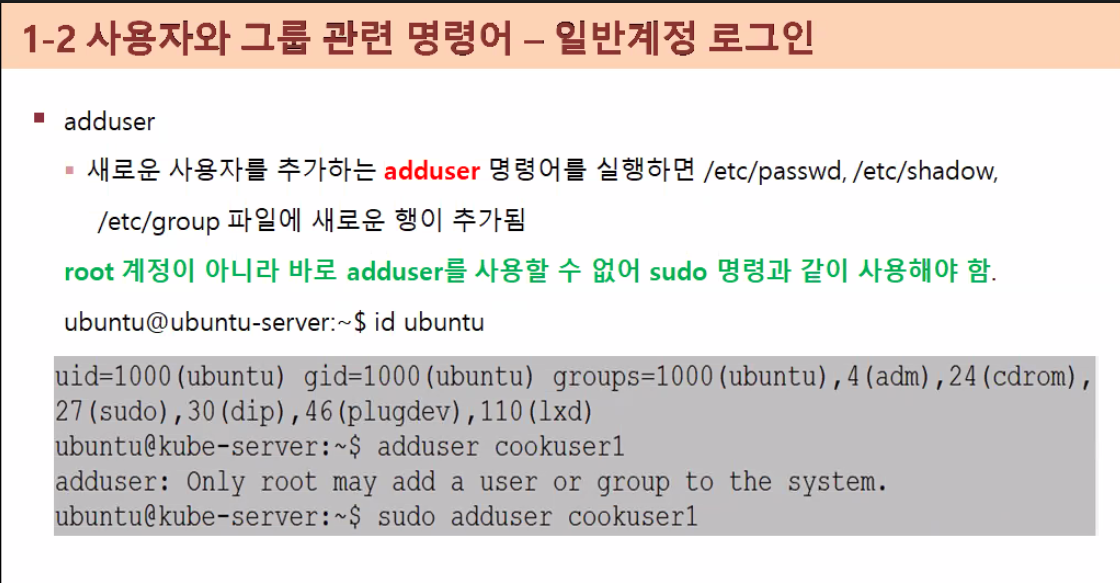 1-2 사용자와 그룹 관련 명령어 – 일반계정 로그인
adduser
새로운 사용자를 추가하는 adduser 명령어를 실행하면 /etc/passwd, /etc/shadow,
/etc/group 파일에 새로운 행이 추가됨
root 계정이 아니라 바로 adduser를 사용할 수 없어 sudo 명령과 같이 사용해야 함.
ubuntu@ubuntu-server:~$ id ubuntu
uid=1000(ubuntu) gid=1000(ubuntu) groups=1000(ubuntu),4(adm),24(cdrom),
27(sudo),30(dip),46(plugdev),110(lxd)
ubuntu@kube-server:~$ adduser cookuser1
adduser: Only root may add a user or group to the system.
ubuntu@kube-server:~$ sudo adduser cookuser1